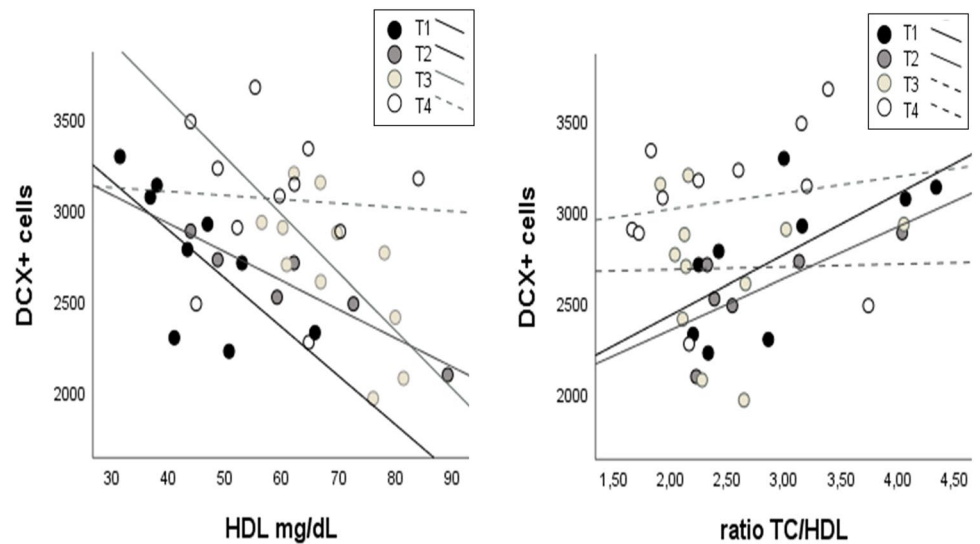 T1
T2
T3
T4
3500
3000
2500
2000
DCX+ cells
30 40 50 60 70 80 90
HDL mg/dL
T1
T2
T3
T4
3500
3000
2500
2000
DCX+ cells
1,50 2,00 2,50 3,00 3,50 4,00 4,50
ratio TC/HDL